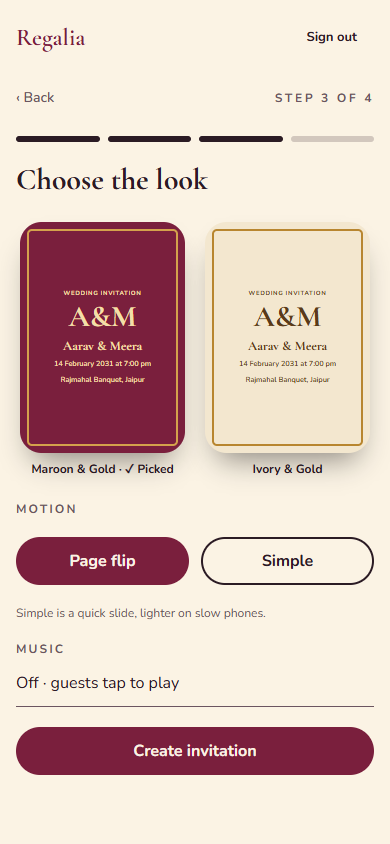 Regalia
Sign out
‹ Back
STEP 3 OF 4
Choose the look
WEDDING INVITATION
A&M
Aarav & Meera
14 February 2031 at 7:00 pm
Rajmahal Banquet, Jaipur
Maroon & Gold · ✓ Picked
WEDDING INVITATION
A&M
Aarav & Meera
14 February 2031 at 7:00 pm
Rajmahal Banquet, Jaipur
Ivory & Gold
MOTION
Page flip
Simple
Simple is a quick slide, lighter on slow phones.
MUSIC
Off · guests tap to play
Create invitation